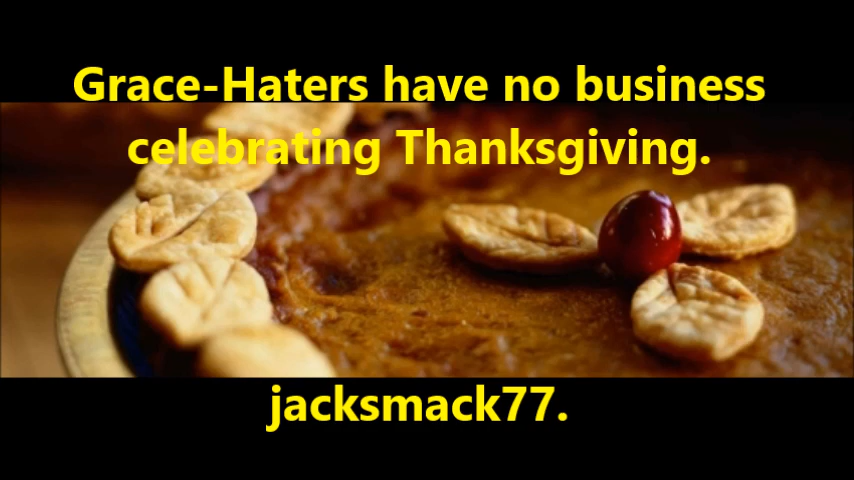 Grace-Haters have no business
celebrating Thanksgiving.
jacksmack77.